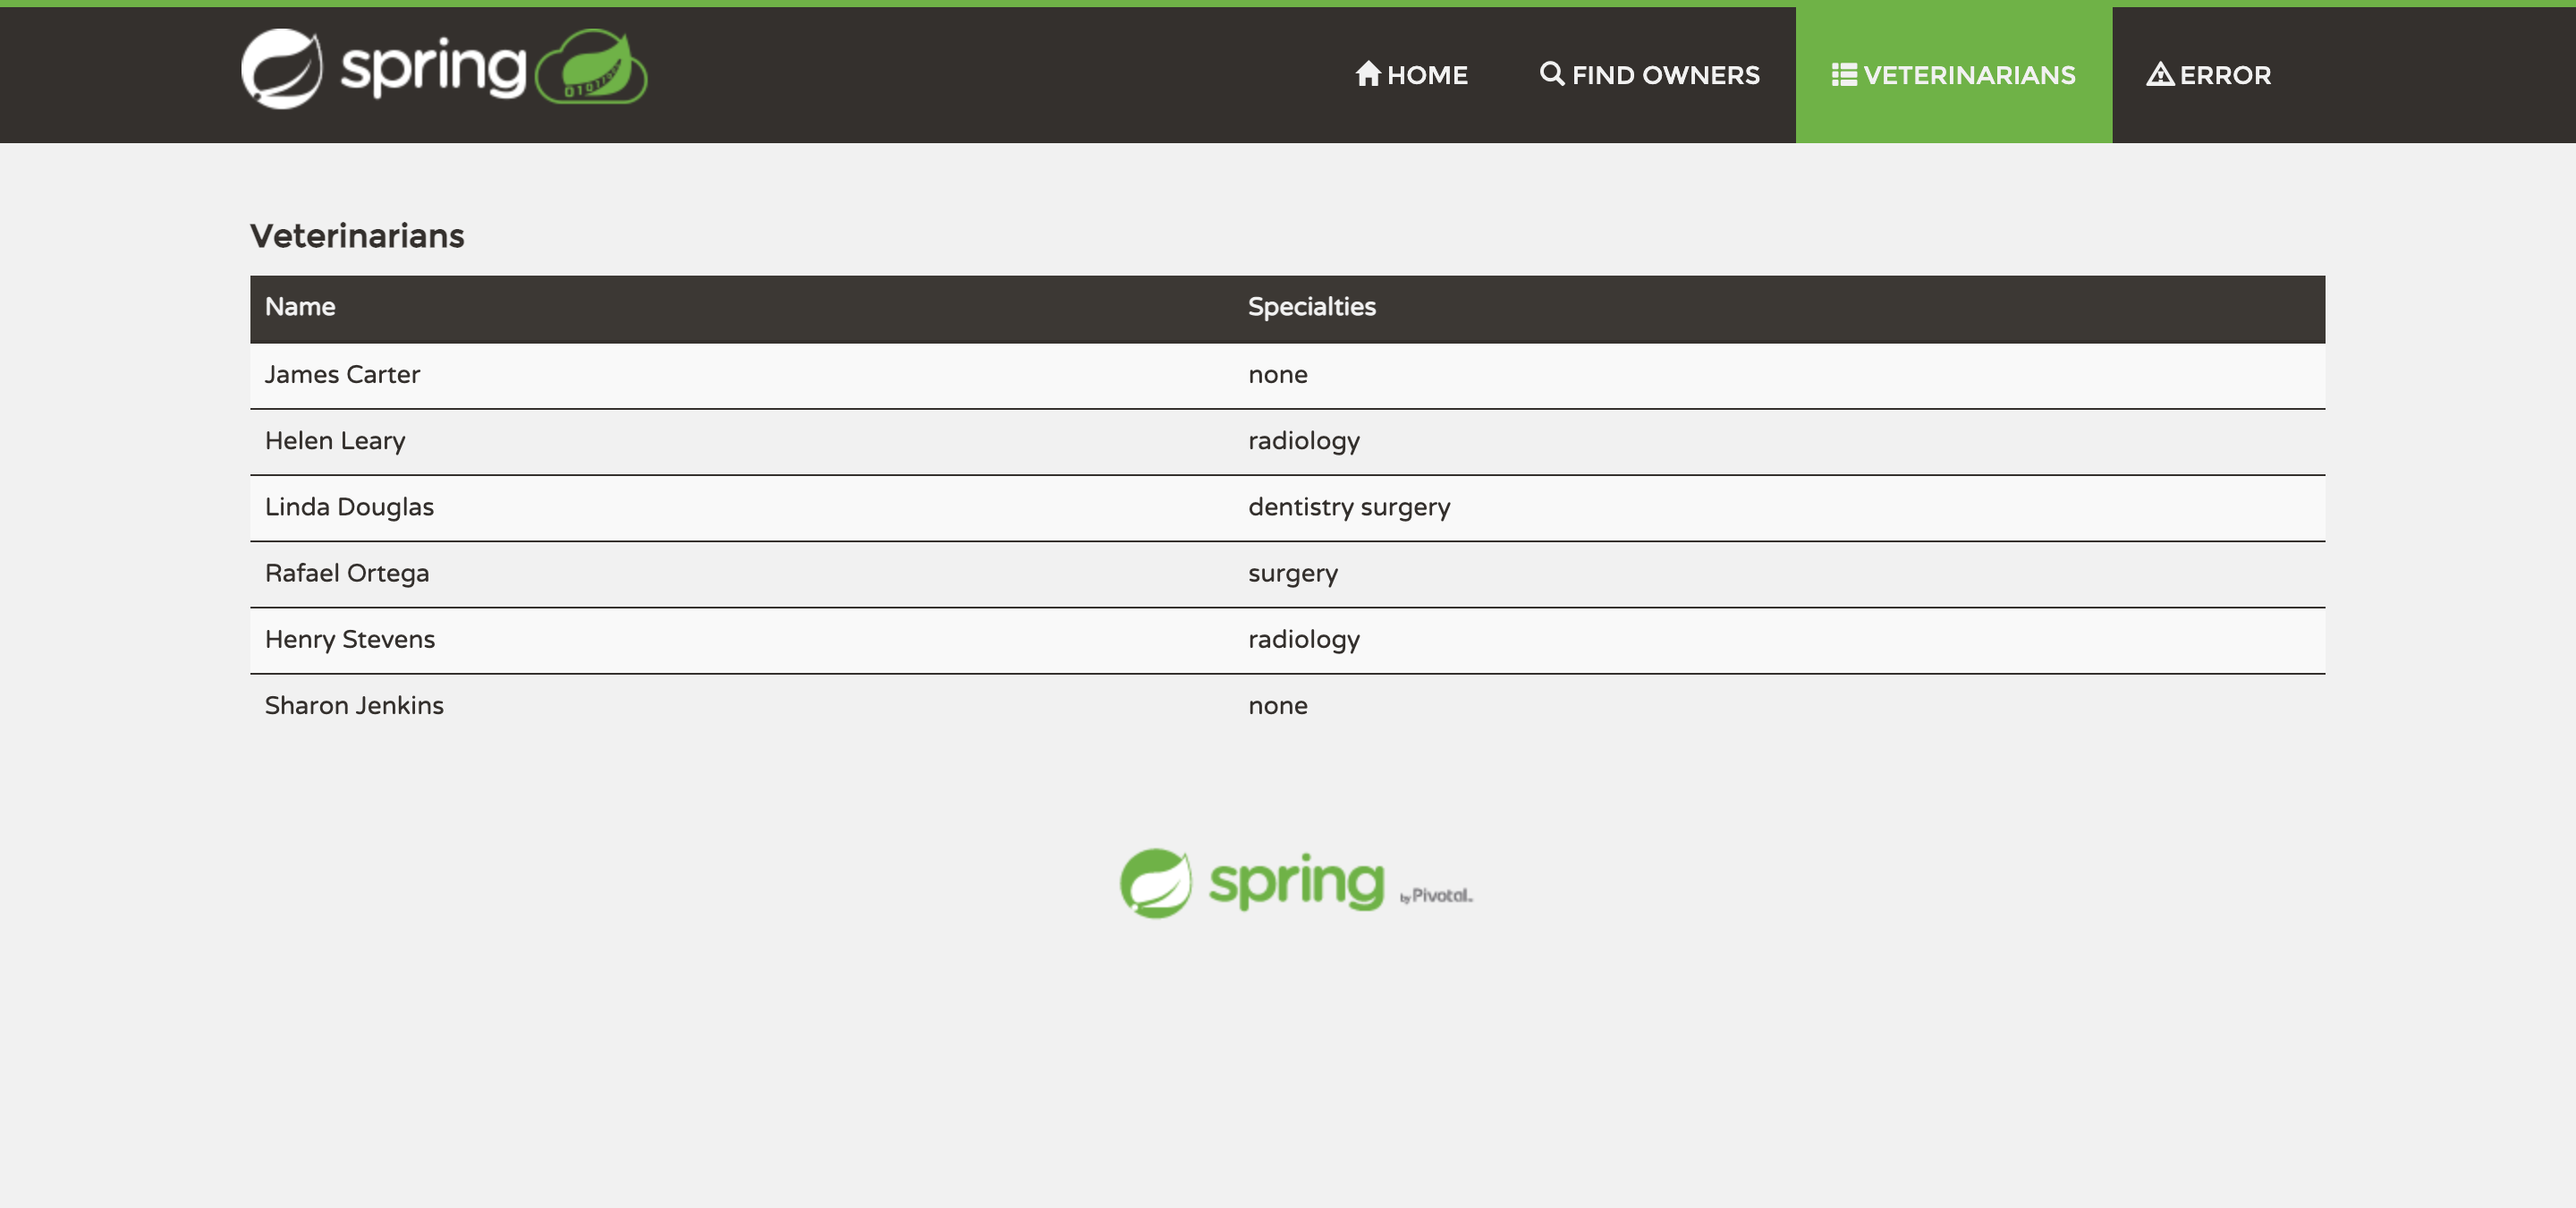 spring
HOME
FIND OWNERS
VETERINARIANS
ERROR
Veterinarians
Name Specialties
James Carter none
Helen Leary radiology
Linda Douglas dentistry surgery
Rafael Ortega surgery
Henry Stevens radiology
Sharon Jenkins none
spring by Pivotal